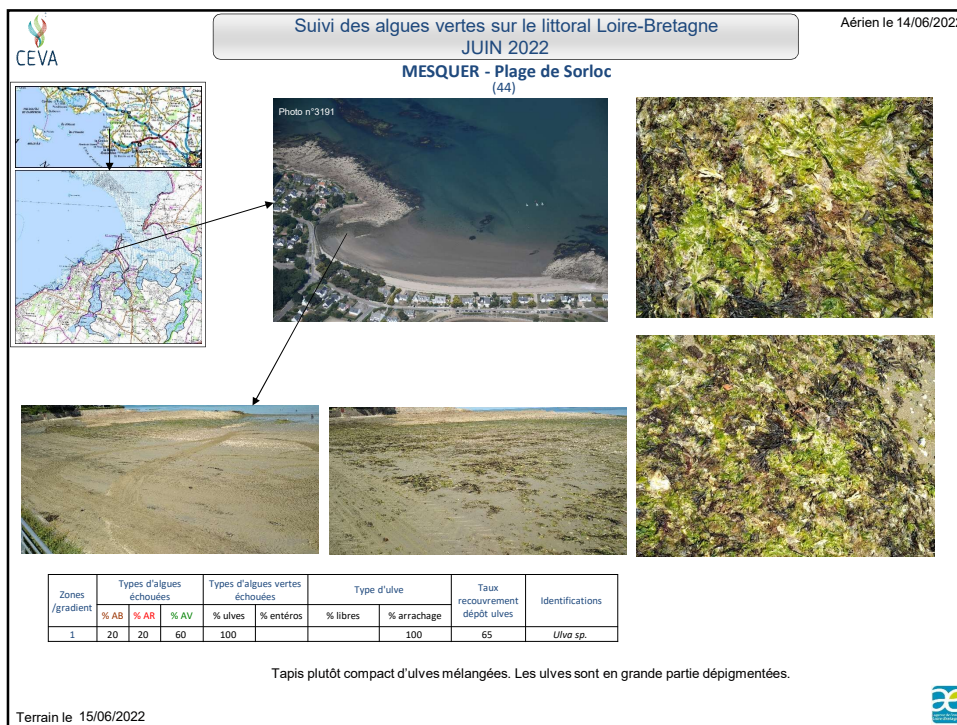 CEVA
Suivi des algues vertes sur le littoral Loire-Bretagne
JUIN 2022
Aérien le 14/06/2022
MESQUER - Plage de Sorloc
(44)
Photo n°3191
Zones /gradient
Types d'algues échouées
Types d'algues vertes échouées
Type d'ulve
Taux recouvrement dépôt ulves
Identifications
% AB % AR % AV % ulves % entéros % libres % arrachage
1 20 20 60 100 100 65 Ulva sp.
Tapis plutôt compact d'ulves mélangées. Les ulves sont en grande partie dépigmentées.
Terrain le 15/06/2022